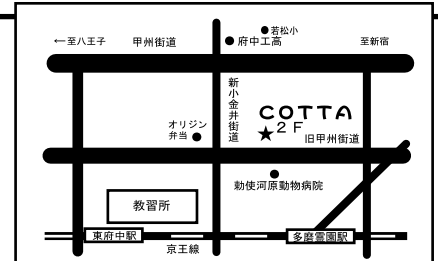 ←至八王子
甲州街道
若松小
府中工高
至新宿
新小金井街道
COTTA
★2F
オリジン
弁当
旧甲州街道
勅使河原動物病院
教習所
東府中駅
多磨霊園駅
京王線